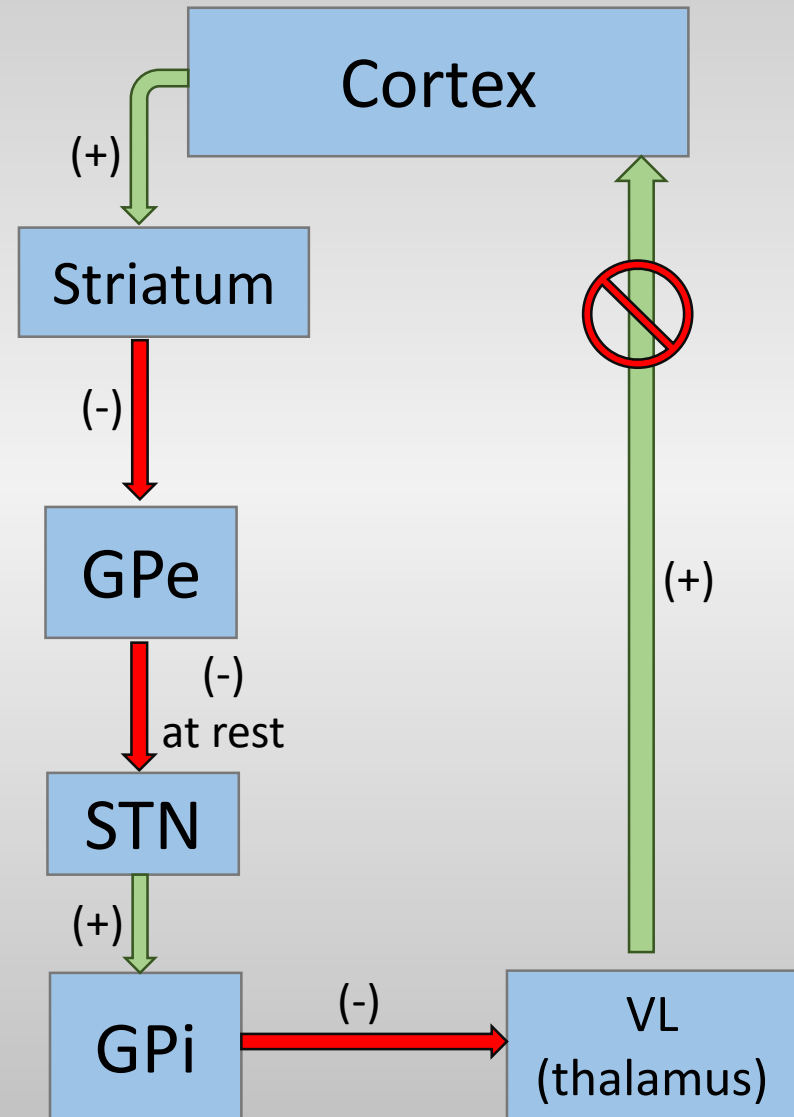 Cortex
(+)
Striatum
(-)
GPe
(-)
at rest
STN
(+)
GPi
(-)
VL
(thalamus)
(+)